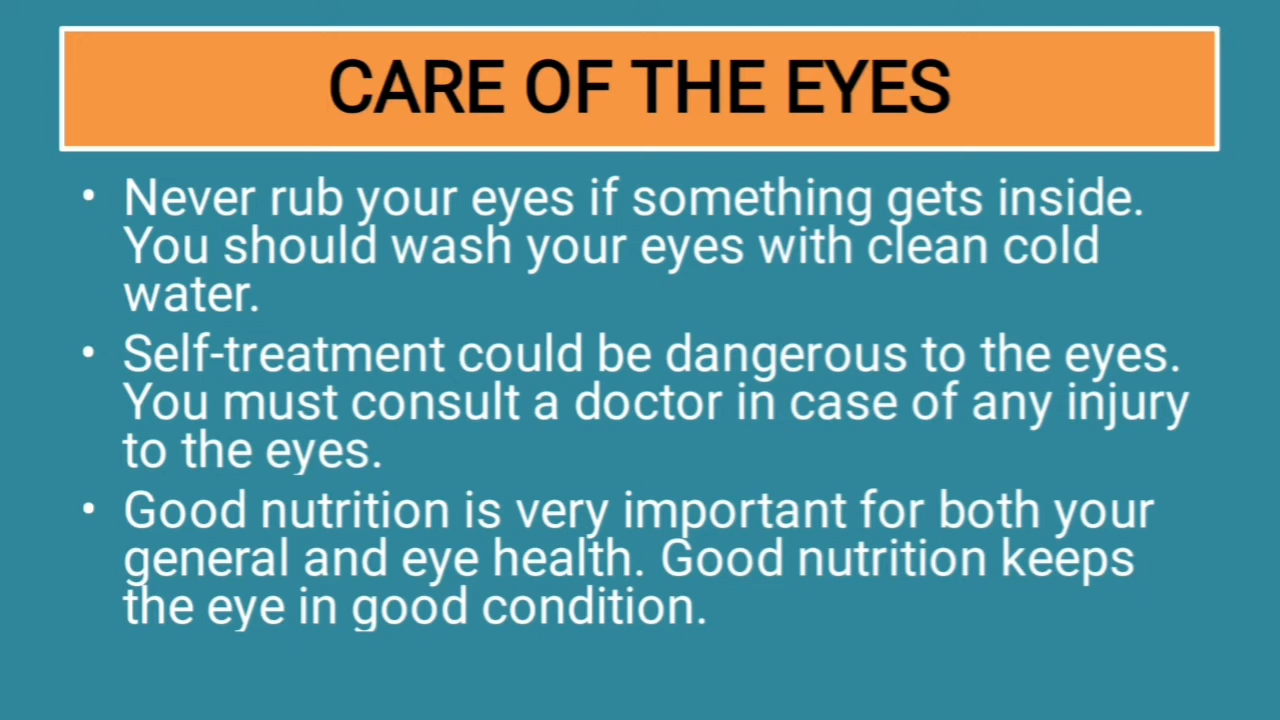 CARE OF THE EYES
• Never rub your eyes if something gets inside.
You should wash your eyes with clean cold
water.
• Self-treatment could be dangerous to the eyes.
You must consult a doctor in case of any injury
to the eyes.
• Good nutrition is very important for both your
general and eye health. Good nutrition keeps
the eye in good condition.